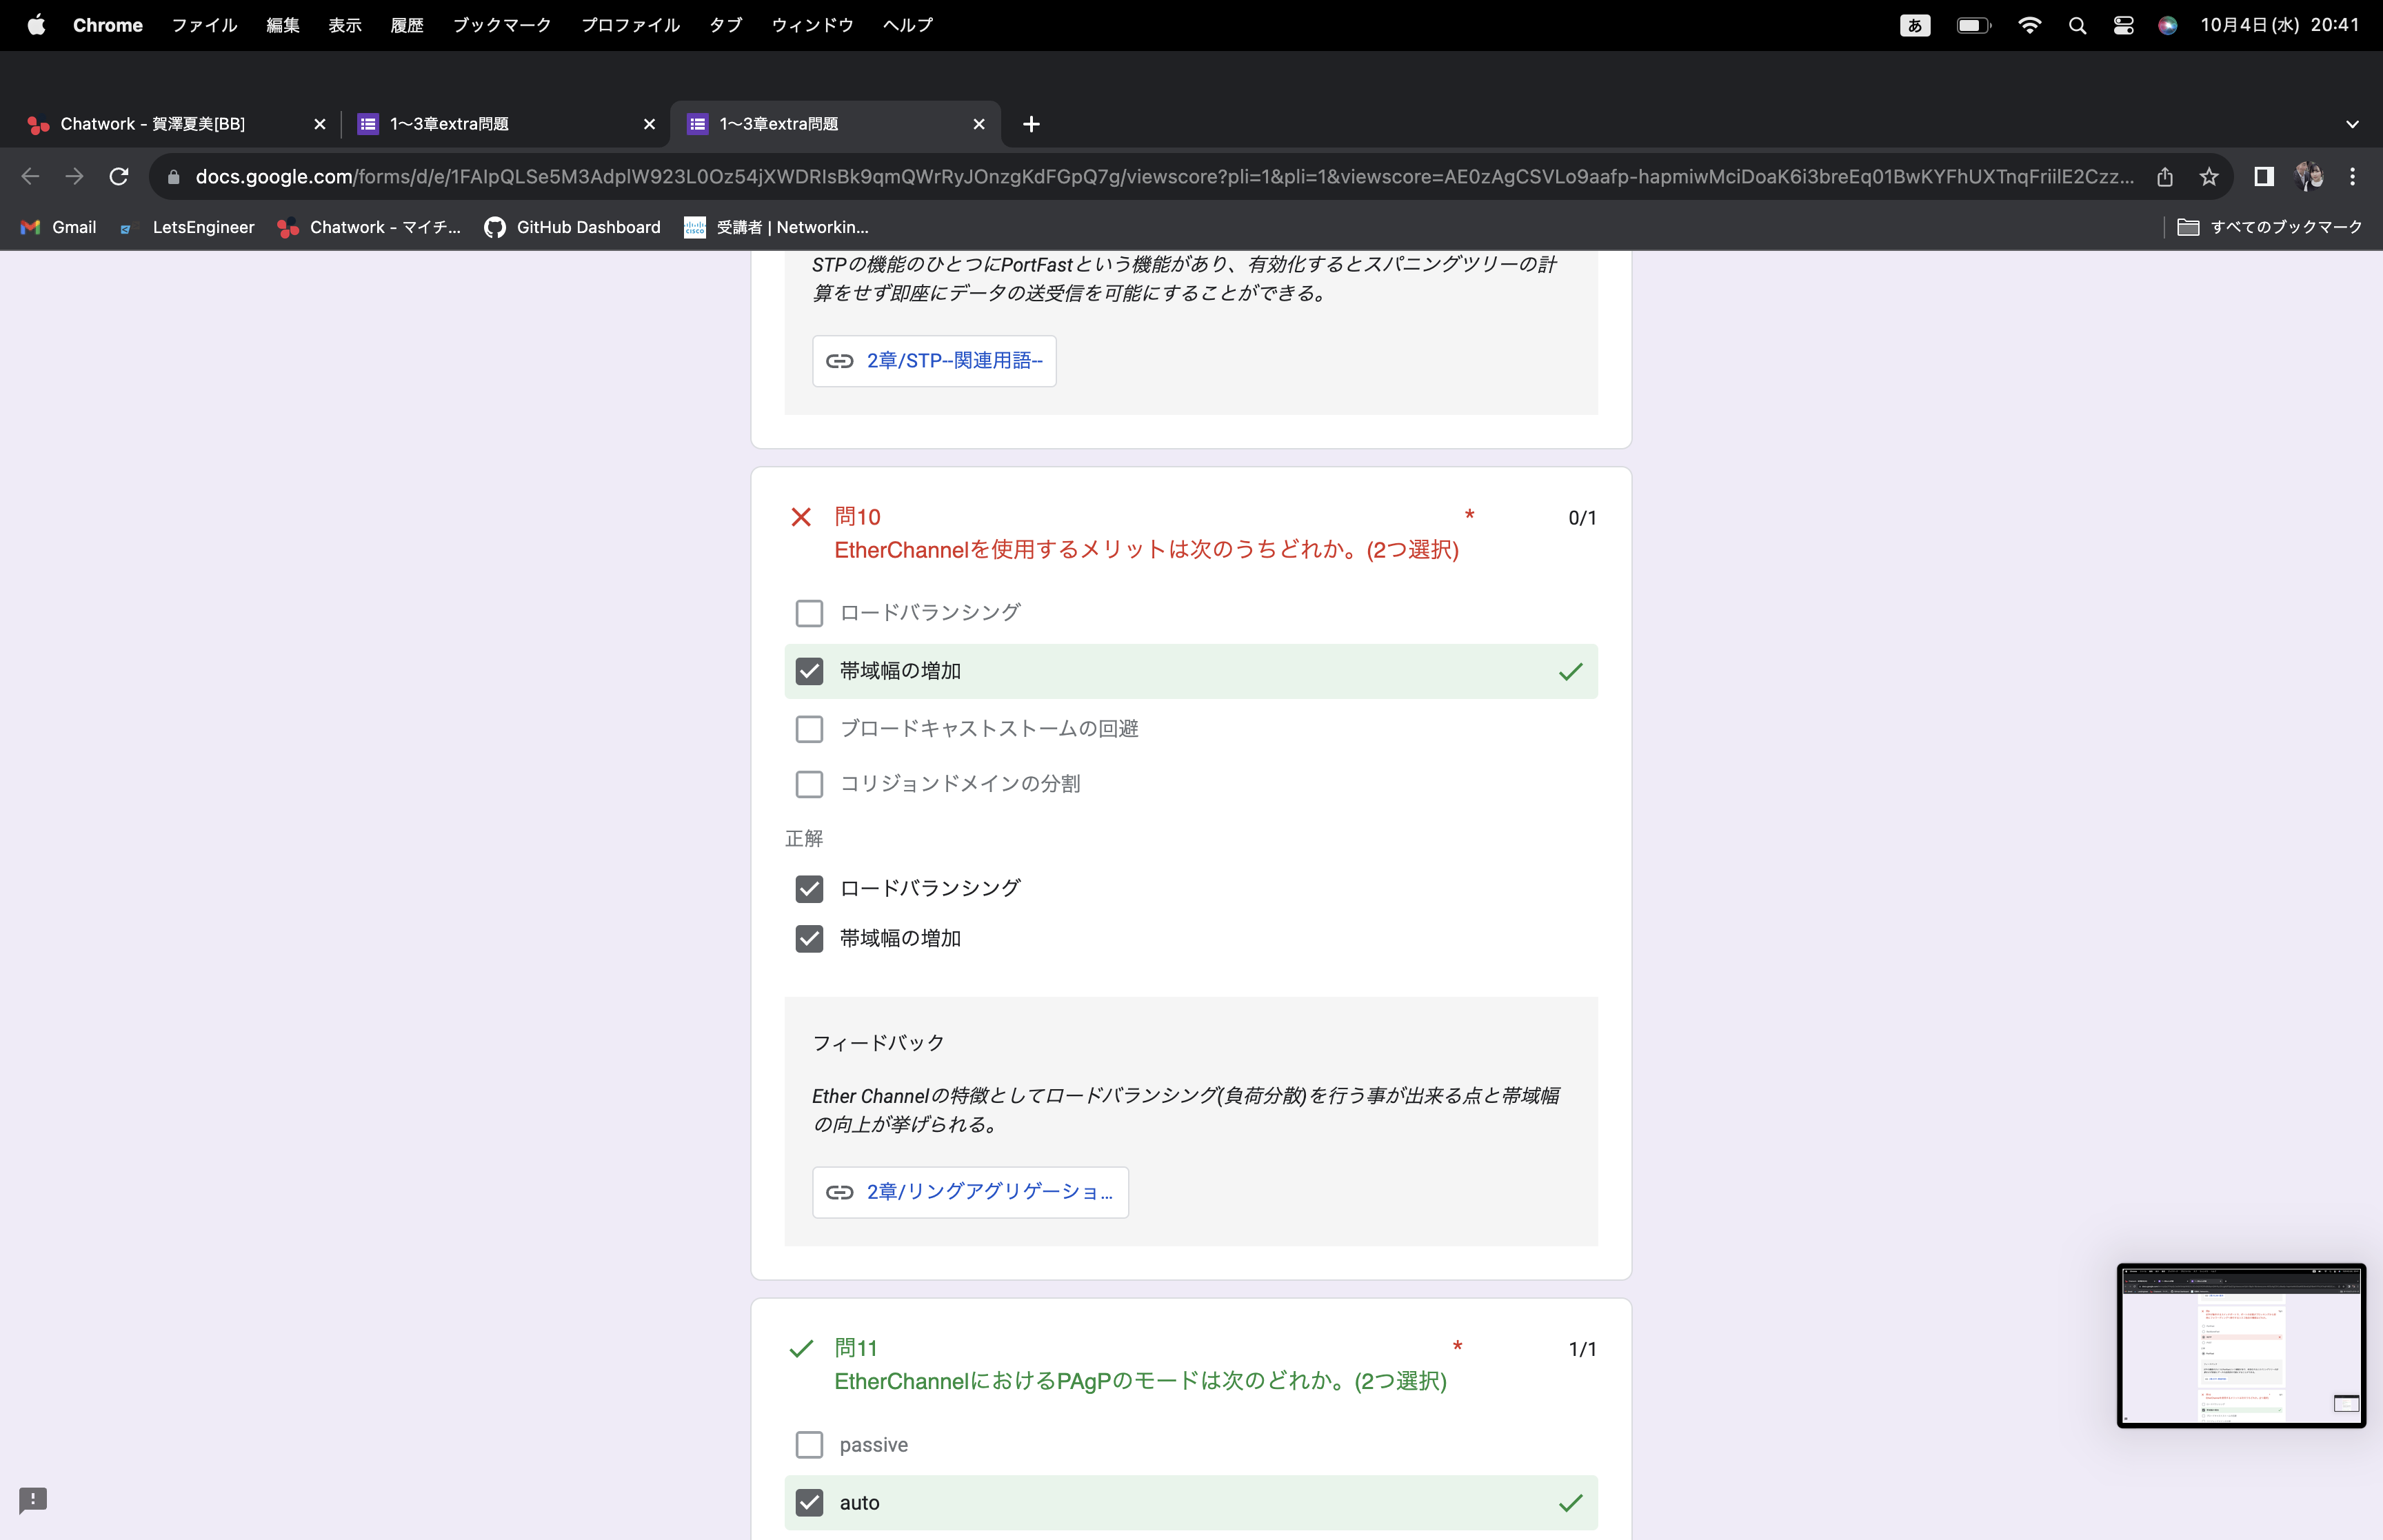 Chrome ファイル 編集 表示 履歴 ブックマーク プロファイル タブ ウィンドウ ヘルプ あ 10月4日(水) 20:41
Chatwork - 賀澤夏美[BB] 1〜3章extra問題 1〜3章extra問題
docs.google.com/forms/d/e/1FAIpQLSe5M3AdpIW923L0Oz54jXWDRIsBk9qmQWrRyJOnzgKdFGpQ7g/viewscore?pli=1&pli=1&viewscore=AE0zAgCSVLo9aafp-hapmiwMciDoaK6i3breEq01BwKYFhUXTnqFriilE2Czz...
Gmail LetsEngineer Chatwork - マイチ... GitHub Dashboard 受講者 | Networkin... すべてのブックマーク
STPの機能のひとつにPortFastという機能があり、有効化するとスパニングツリーの計
算をせず即座にデータの送受信を可能にすることができる。
2章/STP--関連用語--
問10 * 0/1
EtherChannelを使用するメリットは次のうちどれか。(2つ選択)
ロードバランシング
帯域幅の増加
ブロードキャストストームの回避
コリジョンドメインの分割
正解
ロードバランシング
帯域幅の増加
フィードバック
Ether Channelの特徴としてロードバランシング(負荷分散)を行う事が出来る点と帯域幅
の向上が挙げられる。
2章/リングアグリゲーショ...
問11 * 1/1
EtherChannelにおけるPAgPのモードは次のどれか。(2つ選択)
passive
auto